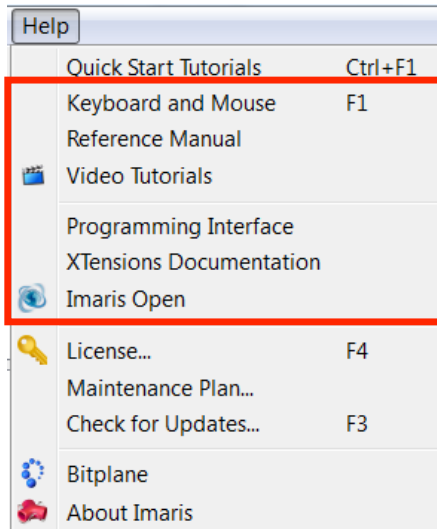 Help
Quick Start Tutorials Ctrl+F1
Keyboard and Mouse F1
Reference Manual
Video Tutorials
Programming Interface
XTensions Documentation
Imaris Open
License... F4
Maintenance Plan...
Check for Updates... F3
Bitplane
About Imaris